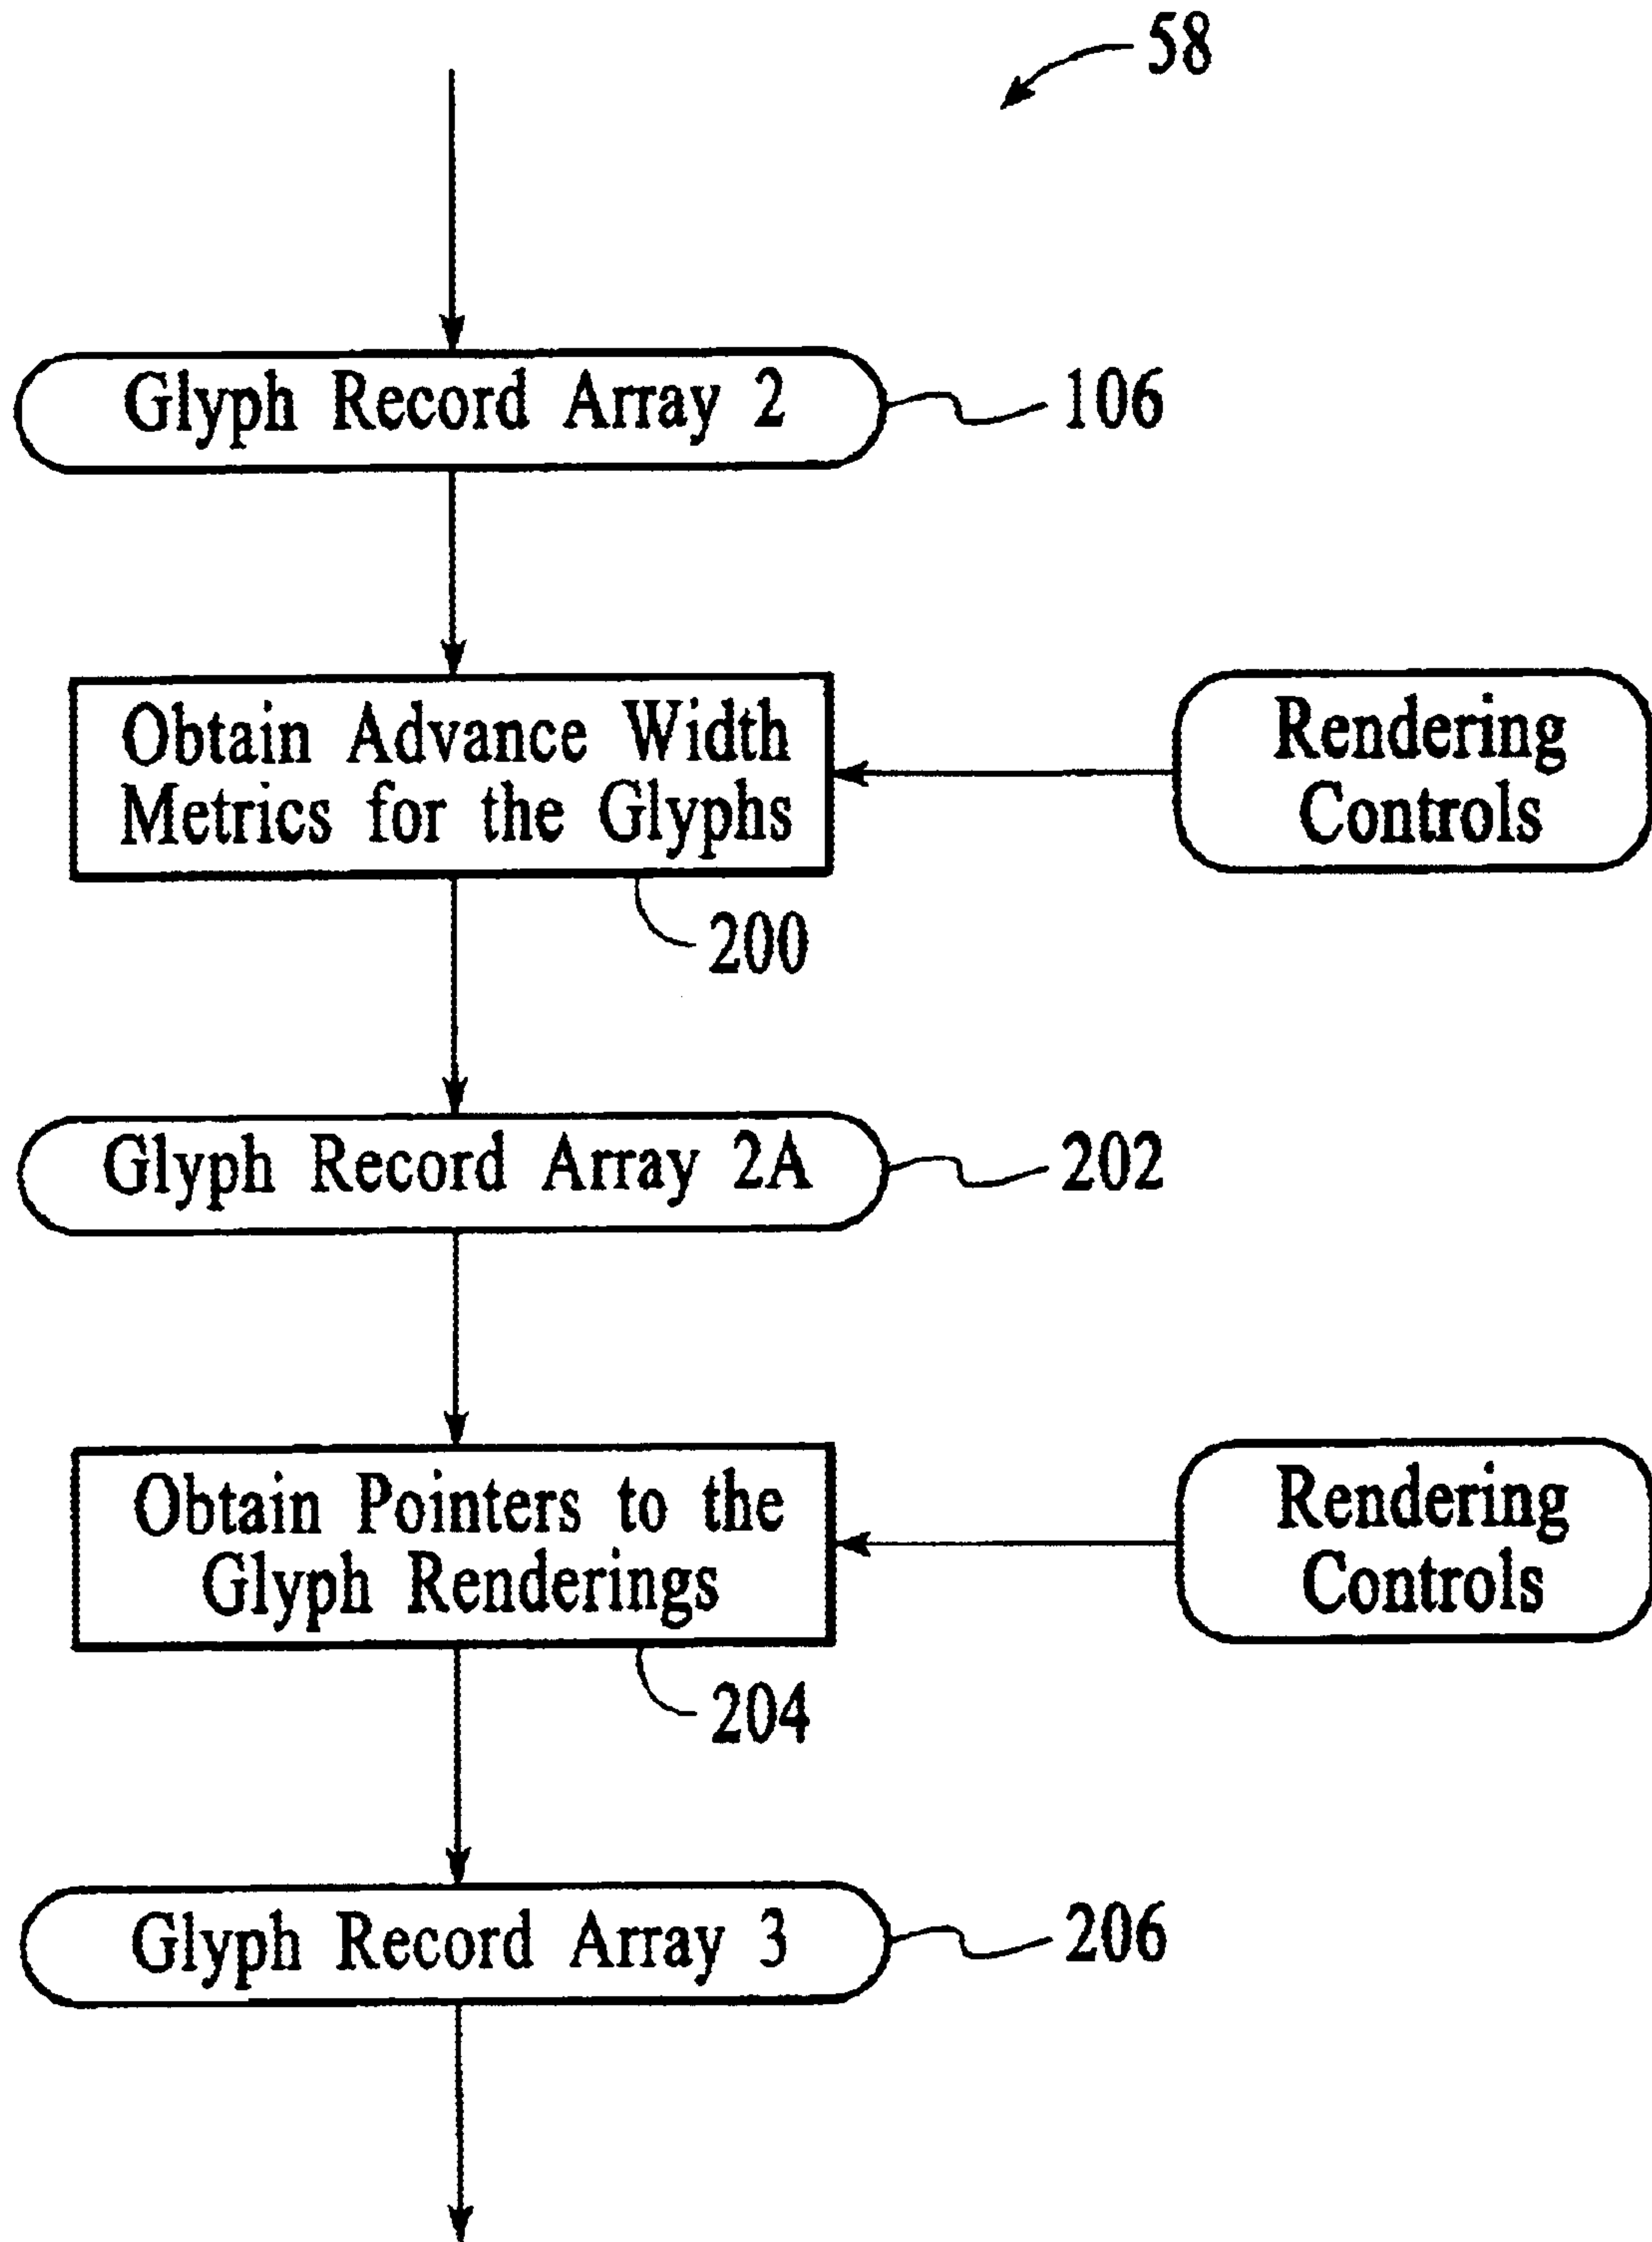 58
Glyph Record Array 2
106
Obtain Advance Width
Metrics for the Glyphs
Rendering
Controls
200
Glyph Record Array 2A
202
Obtain Pointers to the
Glyph Renderings
Rendering
Controls
204
Glyph Record Array 3
206